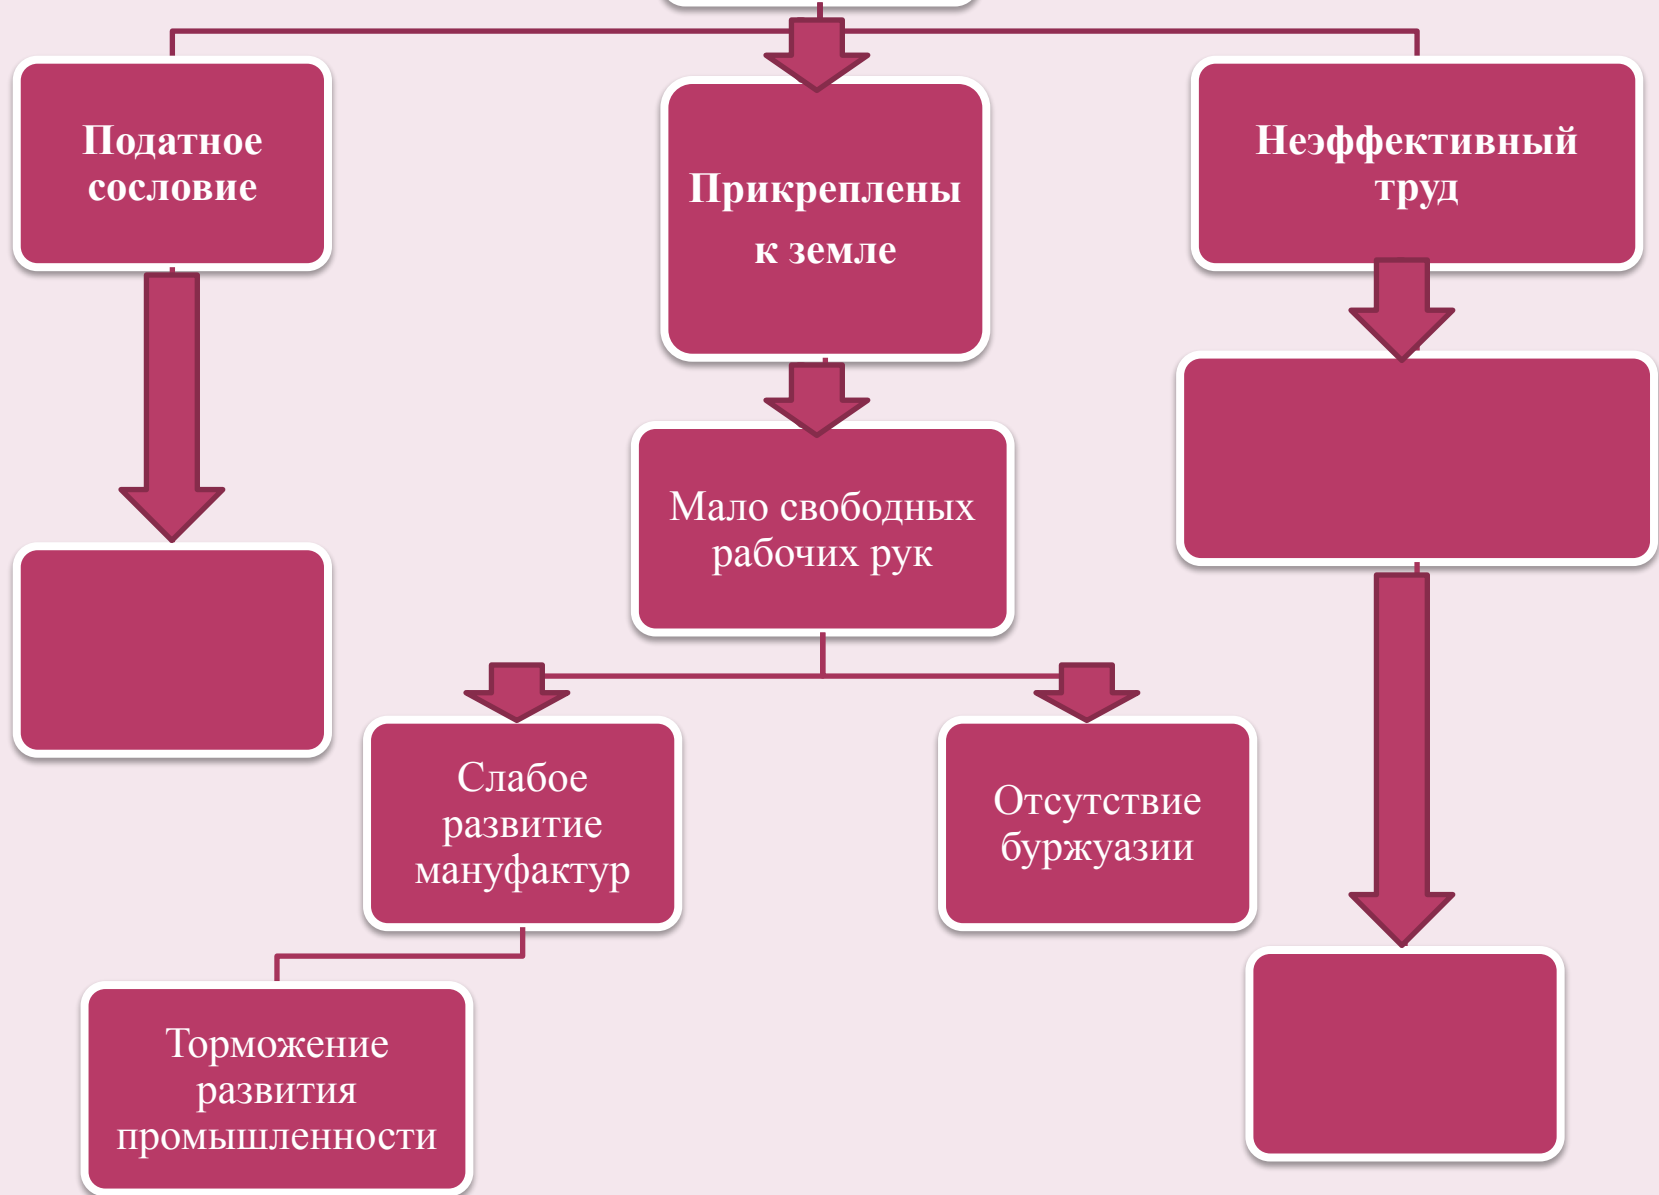 Податное
сословие
Прикреплены
к земле
Неэффективный
труд
Мало свободных
рабочих рук
Слабое
развитие
мануфактур
Отсутствие
буржуазии
Торможение
развития
промышленности